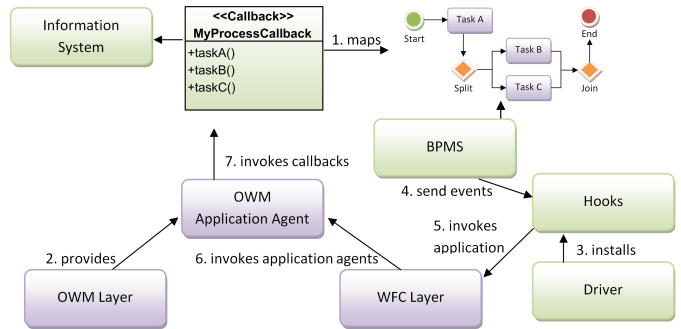 Information
System
<<Callback>>
MyProcessCallback
+taskA()
+taskB()
+taskC()
1. maps
Start
Task A
Split
Task B
Task C
End
Join
BPMS
7. invokes callbacks
OWM
Application Agent
4. send events
Hooks
5. invokes
application
2. provides
6. invokes application agents
3. installs
OWM Layer
WFC Layer
Driver